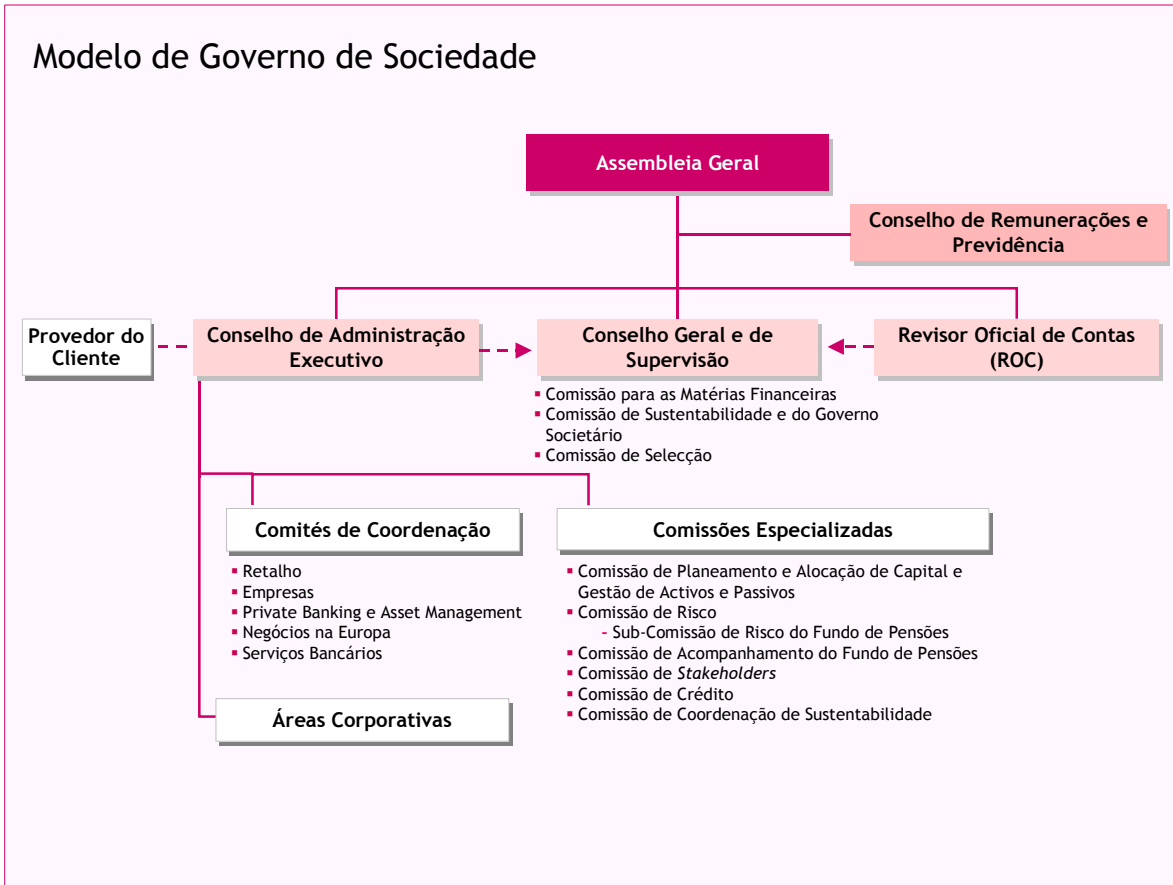 Modelo de Governo de Sociedade
Assembleia Geral
Conselho de Remunerações e
Previdência
Provedor do
Cliente
Conselho de Administração
Executivo
Conselho Geral e de
Supervisão
Revisor Oficial de Contas
(ROC)
▪ Comissão para as Matérias Financeiras
▪ Comissão de Sustentabilidade e do Governo
Societário
▪ Comissão de Selecção
Comités de Coordenação
▪ Retalho
▪ Empresas
▪ Private Banking e Asset Management
▪ Negócios na Europa
▪ Serviços Bancários
Comissões Especializadas
▪ Comissão de Planeamento e Alocação de Capital e
Gestão de Activos e Passivos
▪ Comissão de Risco
- Sub-Comissão de Risco do Fundo de Pensões
▪ Comissão de Acompanhamento do Fundo de Pensões
▪ Comissão de Stakeholders
▪ Comissão de Crédito
▪ Comissão de Coordenação de Sustentabilidade
Áreas Corporativas